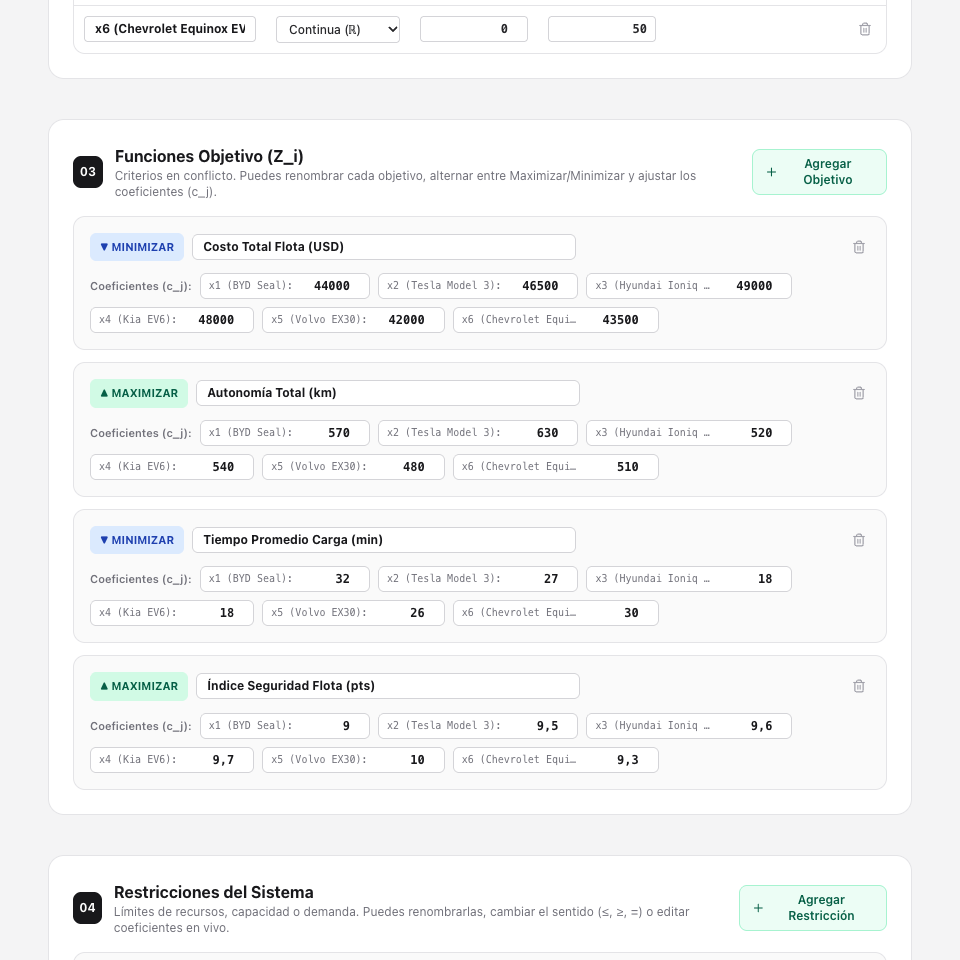 x6 (Chevrolet Equinox EV Continua (ℝ) 0 50
03 Funciones Objetivo (Z_i)
Criterios en conflicto. Puedes renombrar cada objetivo, alternar entre Maximizar/Minimizar y ajustar los
coeficientes (c_j).
+ Agregar
Objetivo
▼ MINIMIZAR Costo Total Flota (USD)
Coeficientes (c_j): x1 (BYD Seal): 44000 x2 (Tesla Model 3): 46500 x3 (Hyundai Ioniq … 49000
x4 (Kia EV6): 48000 x5 (Volvo EX30): 42000 x6 (Chevrolet Equi… 43500
▲ MAXIMIZAR Autonomía Total (km)
Coeficientes (c_j): x1 (BYD Seal): 570 x2 (Tesla Model 3): 630 x3 (Hyundai Ioniq … 520
x4 (Kia EV6): 540 x5 (Volvo EX30): 480 x6 (Chevrolet Equi… 510
▼ MINIMIZAR Tiempo Promedio Carga (min)
Coeficientes (c_j): x1 (BYD Seal): 32 x2 (Tesla Model 3): 27 x3 (Hyundai Ioniq … 18
x4 (Kia EV6): 18 x5 (Volvo EX30): 26 x6 (Chevrolet Equi… 30
▲ MAXIMIZAR Índice Seguridad Flota (pts)
Coeficientes (c_j): x1 (BYD Seal): 9 x2 (Tesla Model 3): 9,5 x3 (Hyundai Ioniq … 9,6
x4 (Kia EV6): 9,7 x5 (Volvo EX30): 10 x6 (Chevrolet Equi… 9,3
04 Restricciones del Sistema
Límites de recursos, capacidad o demanda. Puedes renombrarlas, cambiar el sentido (≤, ≥, =) o editar
coeficientes en vivo.
+ Agregar
Restricción